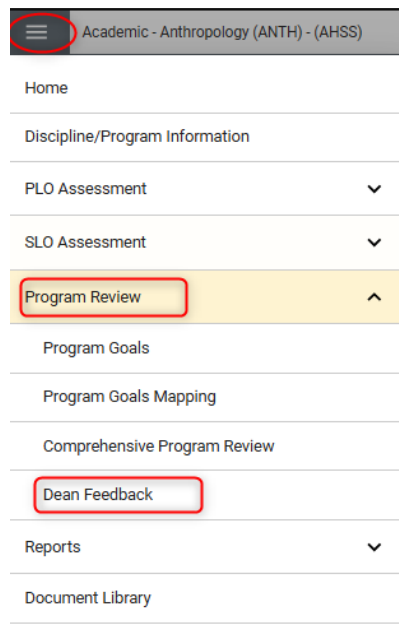 Academic - Anthropology (ANTH) - (AHSS)
Home
Discipline/Program Information
PLO Assessment
SLO Assessment
Program Review
Program Goals
Program Goals Mapping
Comprehensive Program Review
Dean Feedback
Reports
Document Library